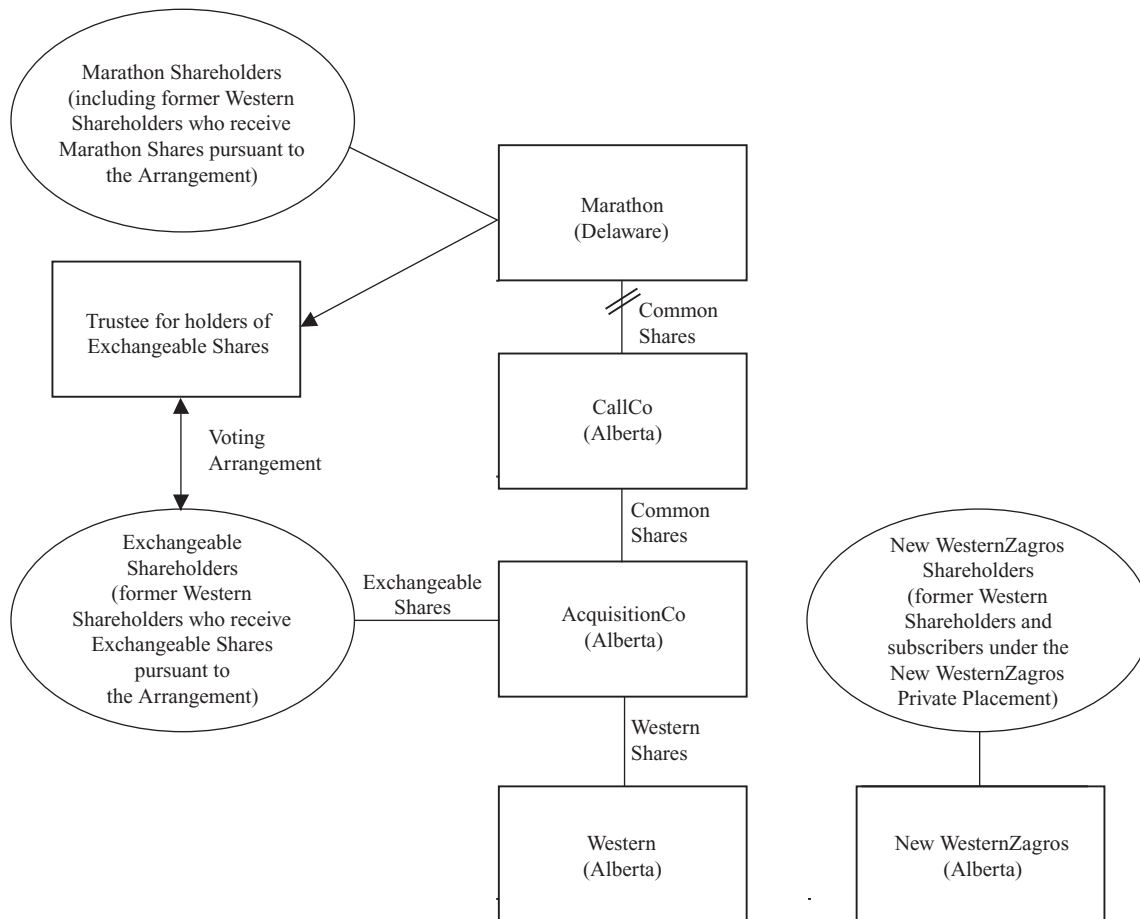 Marathon Shareholders
(including former Western
Shareholders who receive
Marathon Shares pursuant to
the Arrangement)
Marathon
(Delaware)
Trustee for holders of
Exchangeable Shares
Common
Shares
CallCo
(Alberta)
Voting
Arrangement
Common
Shares
Exchangeable
Shareholders
(former Western
Shareholders who receive
Exchangeable Shares
pursuant to
the Arrangement)
Exchangeable
Shares
AcquisitionCo
(Alberta)
New WesternZagros
Shareholders
(former Western
Shareholders and
subscribers under the
New WesternZagros
Private Placement)
Western
Shares
Western
(Alberta)
New WesternZagros
(Alberta)